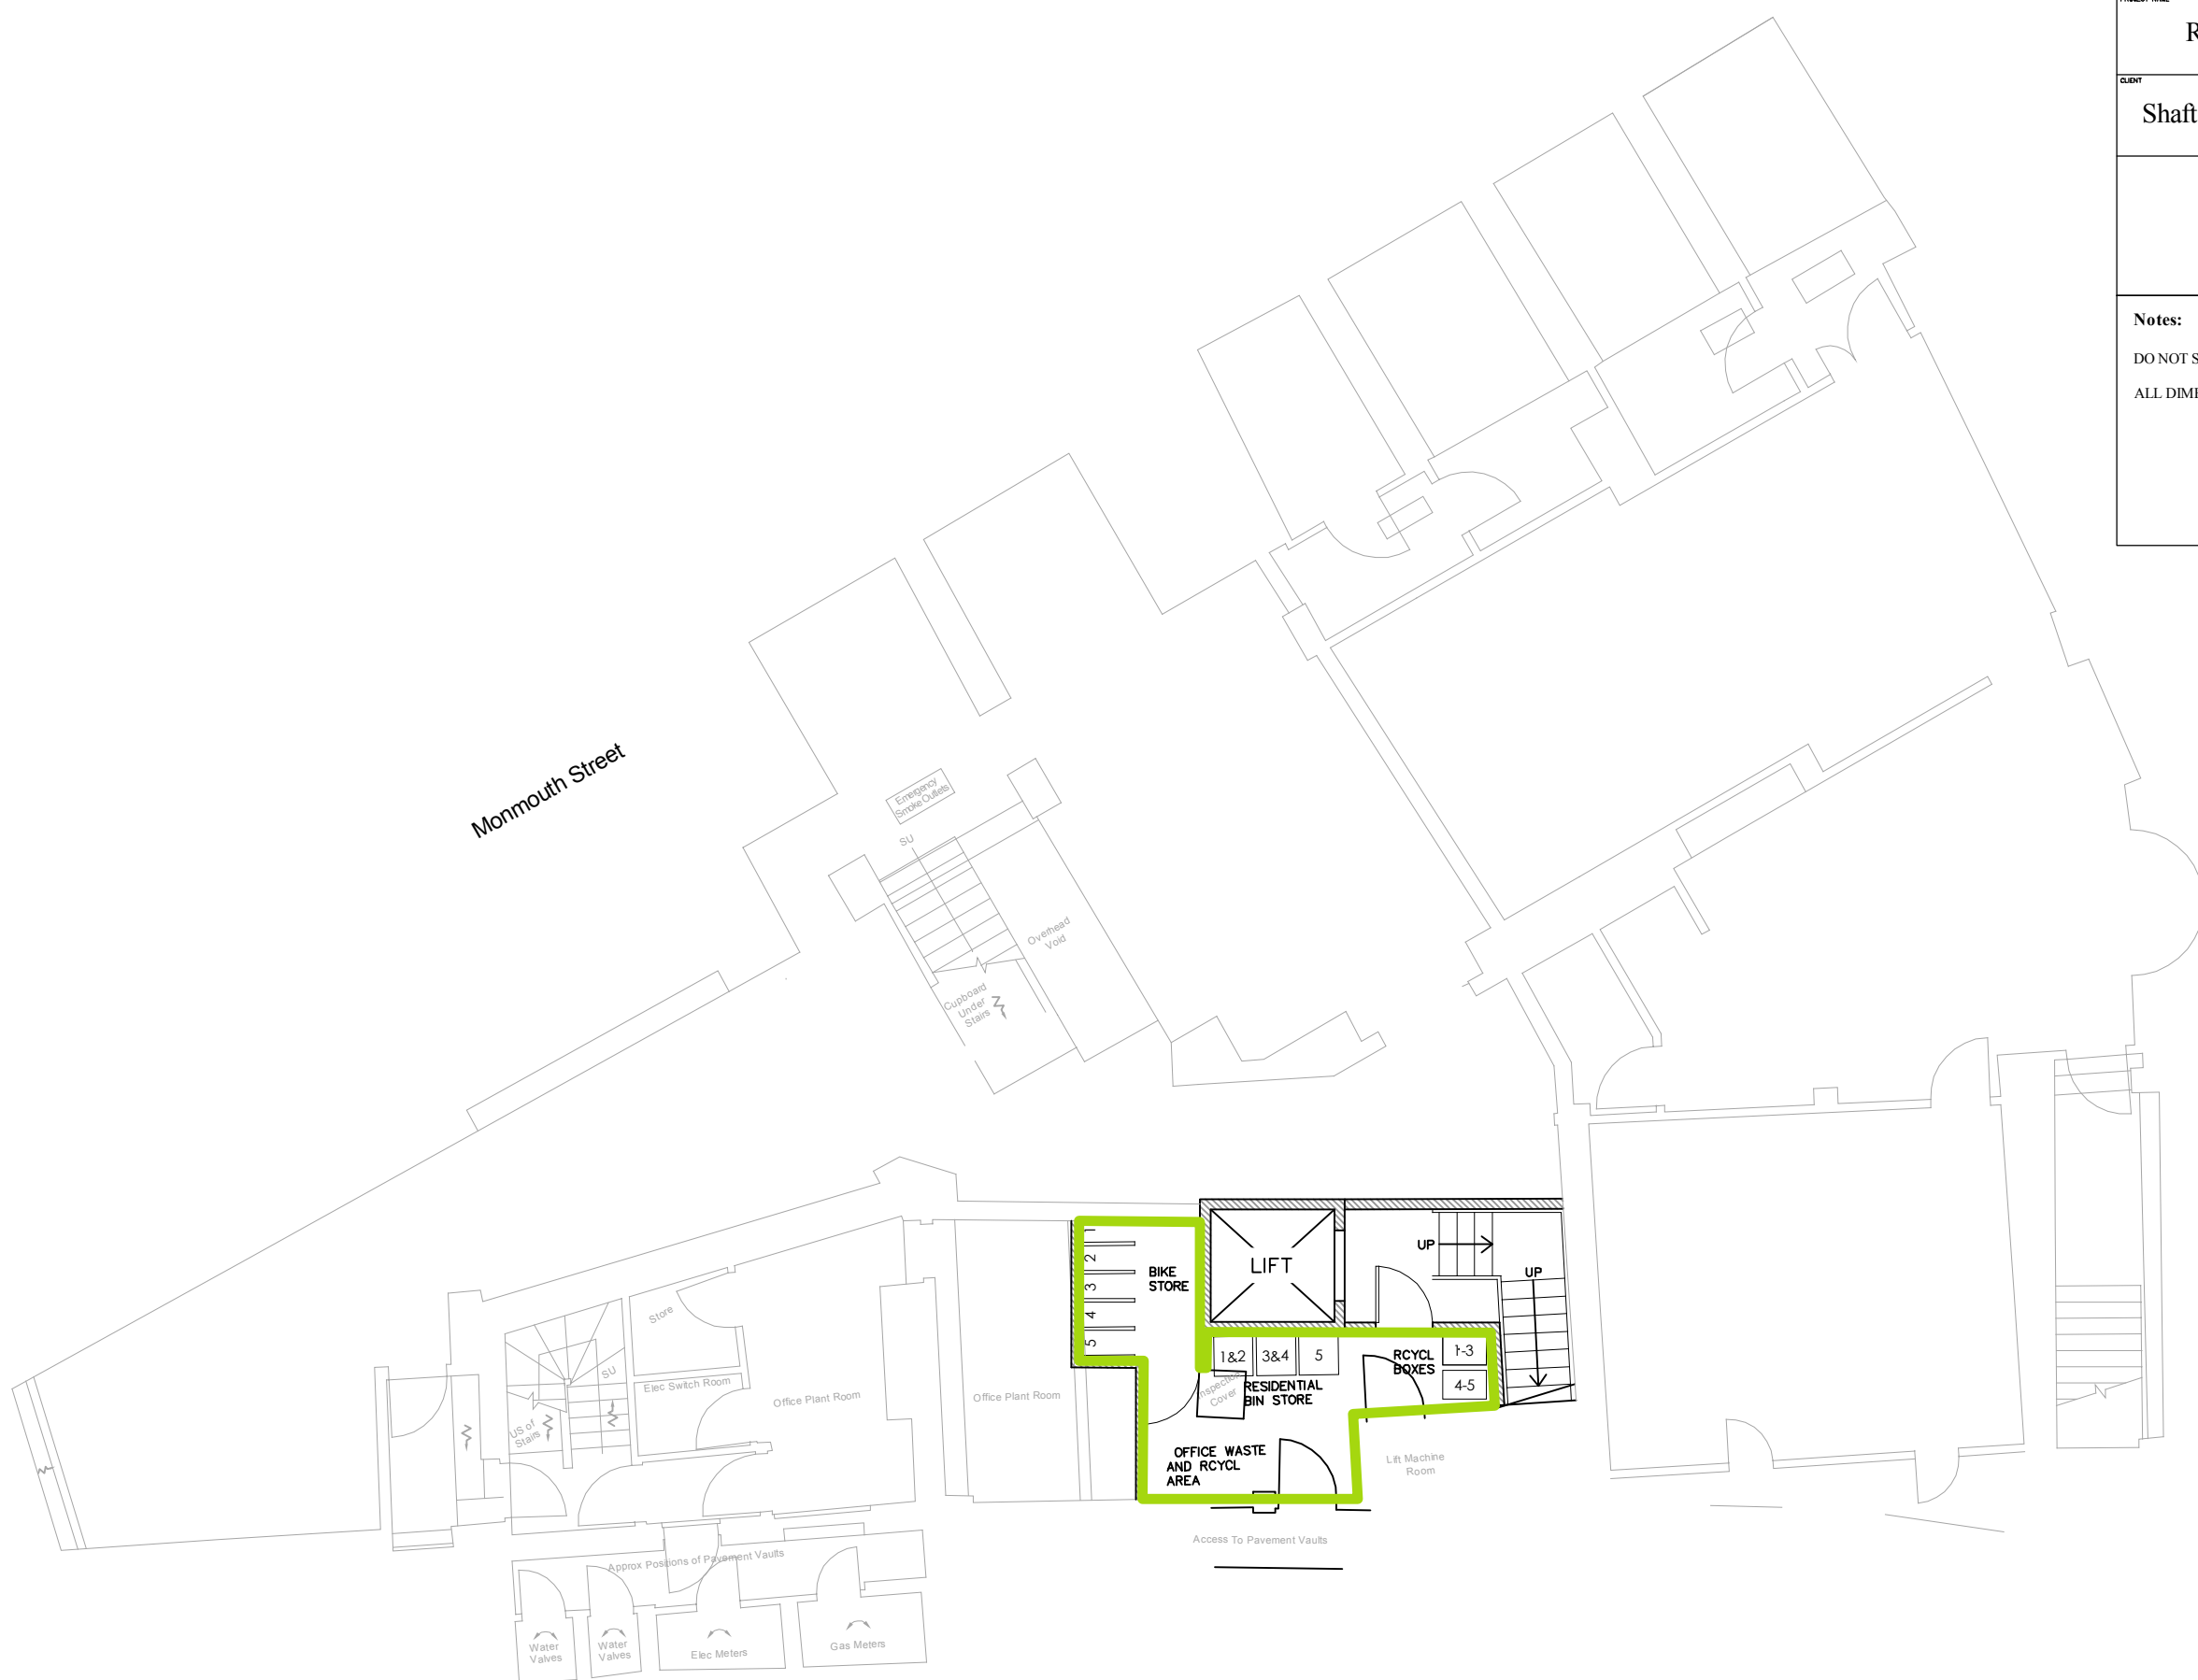 PROJECT NAME
R
CLIENT
Shaft
Notes:
DO NOT S
ALL DIM
Monmouth Street
Emergency
Smoke Outlets
SU
Overhead
Void
Cupboard
Under
Stairs
Store
SU
Elec Switch Room
US of
Stairs
Office Plant Room
Office Plant Room
1
2
3
4
5
BIKE
STORE
LIFT
UP
UP
1&2
3&4
5
RCYCL
BOXES
1-3
4-5
Inspection
Cover
RESIDENTIAL
BIN STORE
OFFICE WASTE
AND RCYCL
AREA
Lift Machine
Room
Access To Pavement Vaults
Approx Positions of Pavement Vaults
Water
Valves
Water
Valves
Elec Meters
Gas Meters